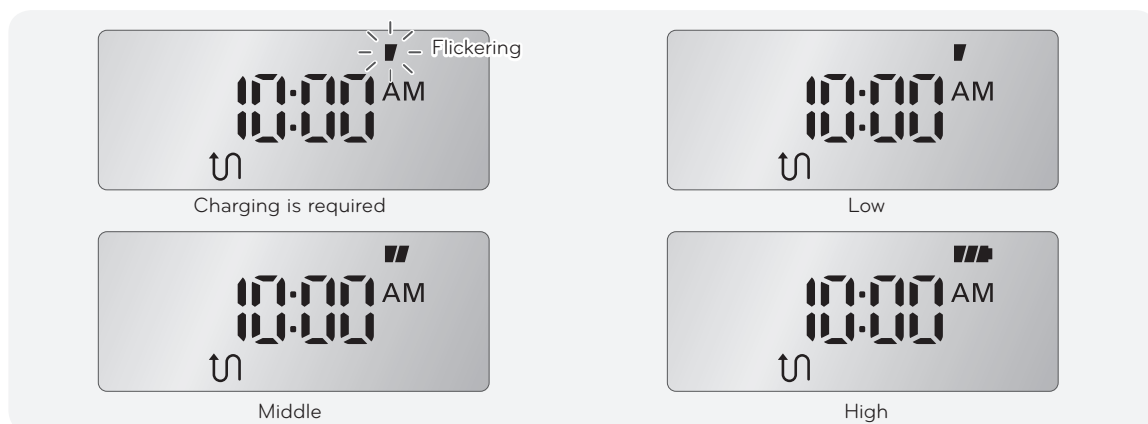 Flickering
10:00 AM
Charging is required
10:00 AM
Low
10:00 AM
Middle
10:00 AM
High